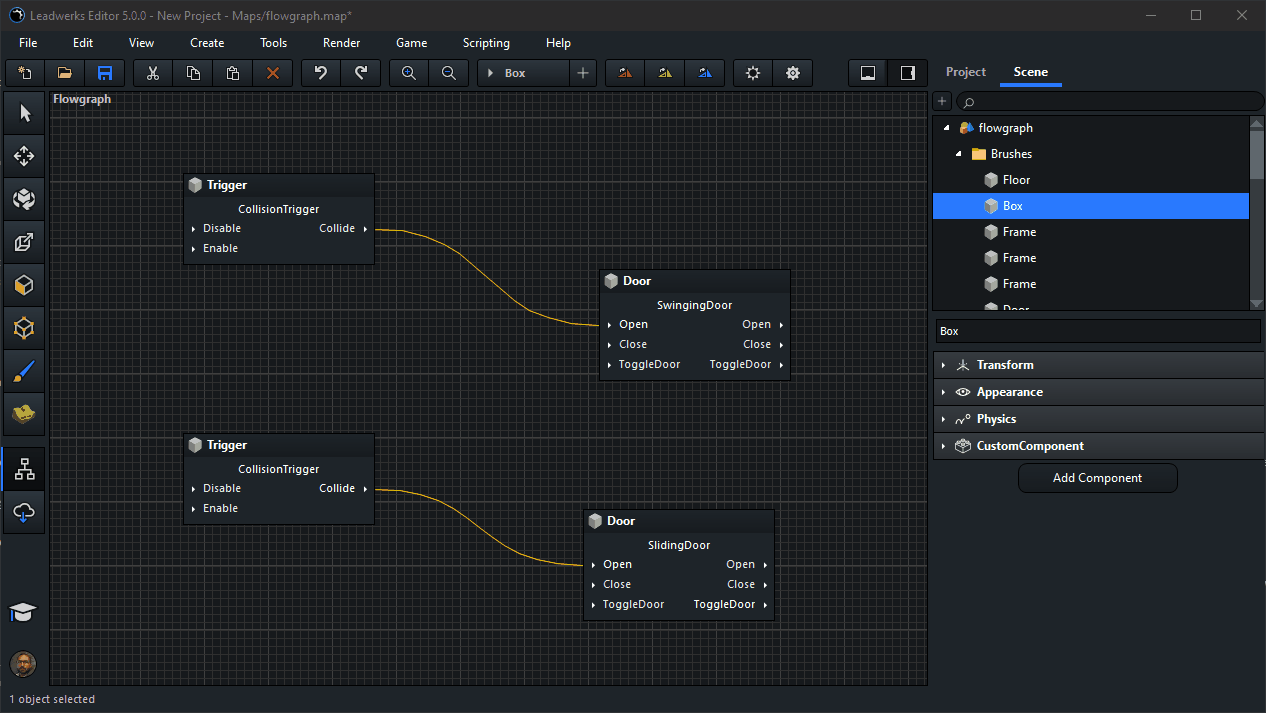 Leadwerks Editor 5.0.0 - New Project - Maps/flowgraph.map*
File Edit View Create Tools Render Game Scripting Help
Box
Project Scene
Flowgraph
flowgraph
Brushes
Floor
Box
Frame
Frame
Frame
Door
Box
Transform
Appearance
Physics
CustomComponent
Add Component
Trigger
CollisionTrigger
Disable Collide
Enable
Door
SwingingDoor
Open Open
Close Close
ToggleDoor ToggleDoor
Trigger
CollisionTrigger
Disable Collide
Enable
Door
SlidingDoor
Open Open
Close Close
ToggleDoor ToggleDoor
1 object selected